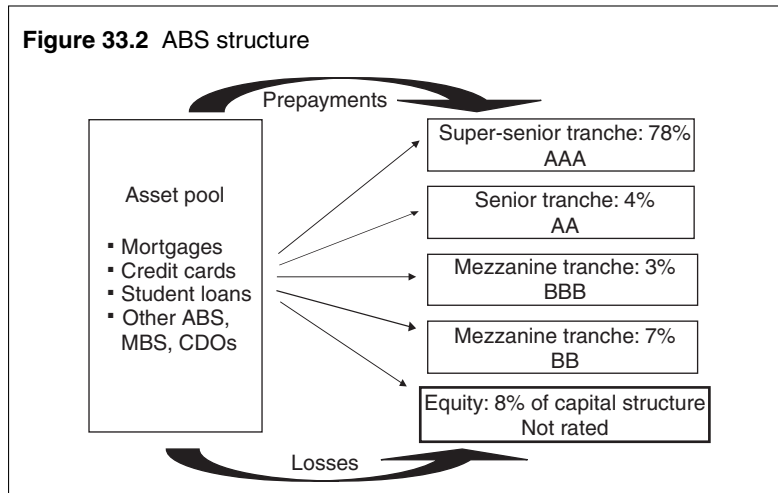 Figure 33.2 ABS structure
Prepayments
Asset pool
▪ Mortgages
▪ Credit cards
▪ Student loans
▪ Other ABS,
MBS, CDOs
Super-senior tranche: 78%
AAA
Senior tranche: 4%
AA
Mezzanine tranche: 3%
BBB
Mezzanine tranche: 7%
BB
Equity: 8% of capital structure
Not rated
Losses